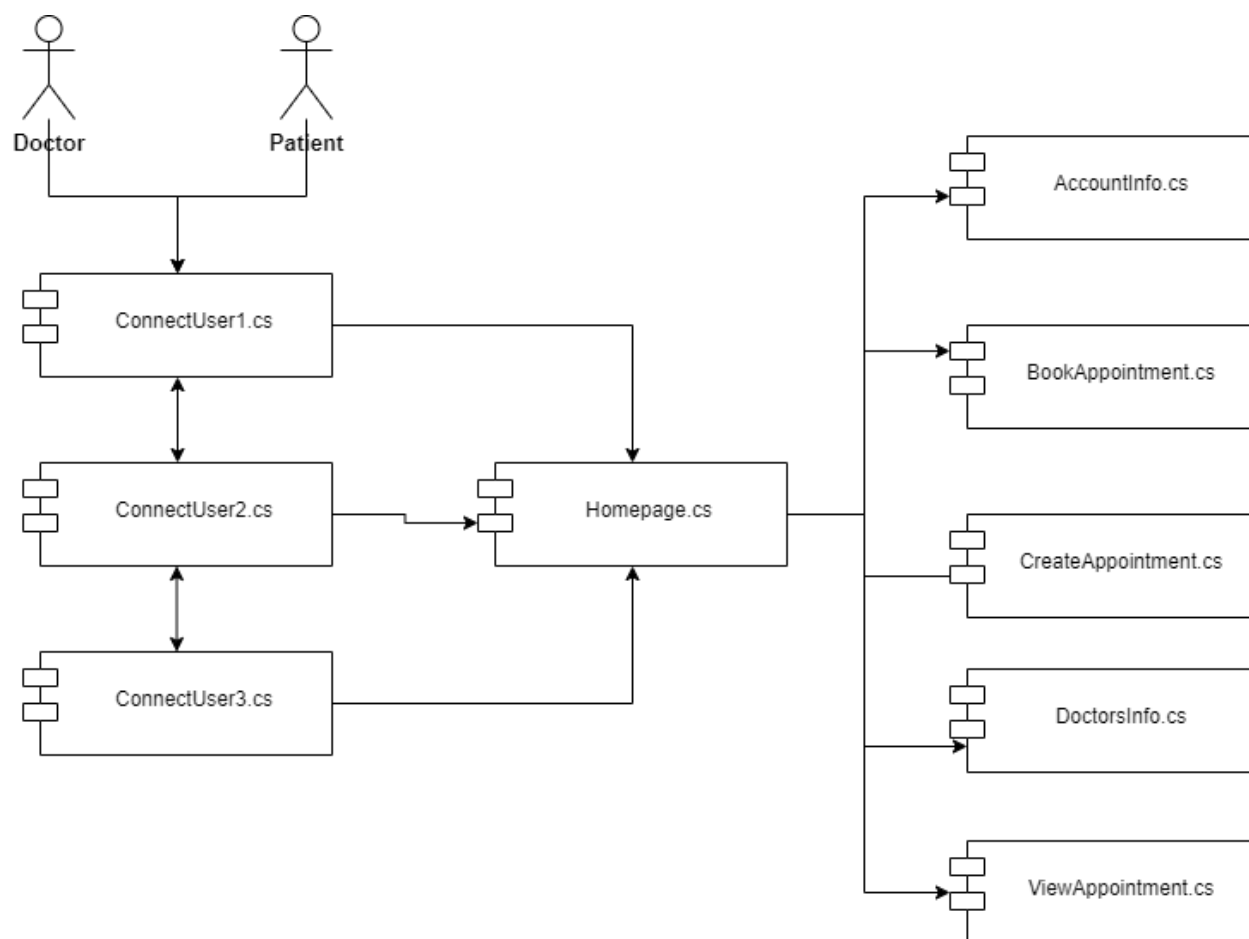 Doctor
Patient
AccountInfo.cs
ConnectUser1.cs
BookAppointment.cs
ConnectUser2.cs
Homepage.cs
CreateAppointment.cs
ConnectUser3.cs
DoctorsInfo.cs
ViewAppointment.cs